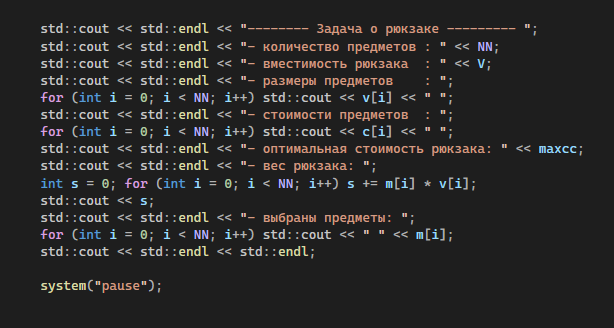 std::cout << std::endl << "-------- Задача о рюкзаке --------- ";
std::cout << std::endl << "- количество предметов : " << NN;
std::cout << std::endl << "- вместимость рюкзака  : " << V;
std::cout << std::endl << "- размеры предметов    : ";
for (int i = 0; i < NN; i++) std::cout << v[i] << " ";
std::cout << std::endl << "- стоимости предметов  : ";
for (int i = 0; i < NN; i++) std::cout << c[i] << " ";
std::cout << std::endl << "- оптимальная стоимость рюкзака: " << maxcc;
std::cout << std::endl << "- вес рюкзака: ";
int s = 0; for (int i = 0; i < NN; i++) s += m[i] * v[i];
std::cout << s;
std::cout << std::endl << "- выбраны предметы: ";
for (int i = 0; i < NN; i++) std::cout << " " << m[i];
std::cout << std::endl << std::endl;
system("pause");